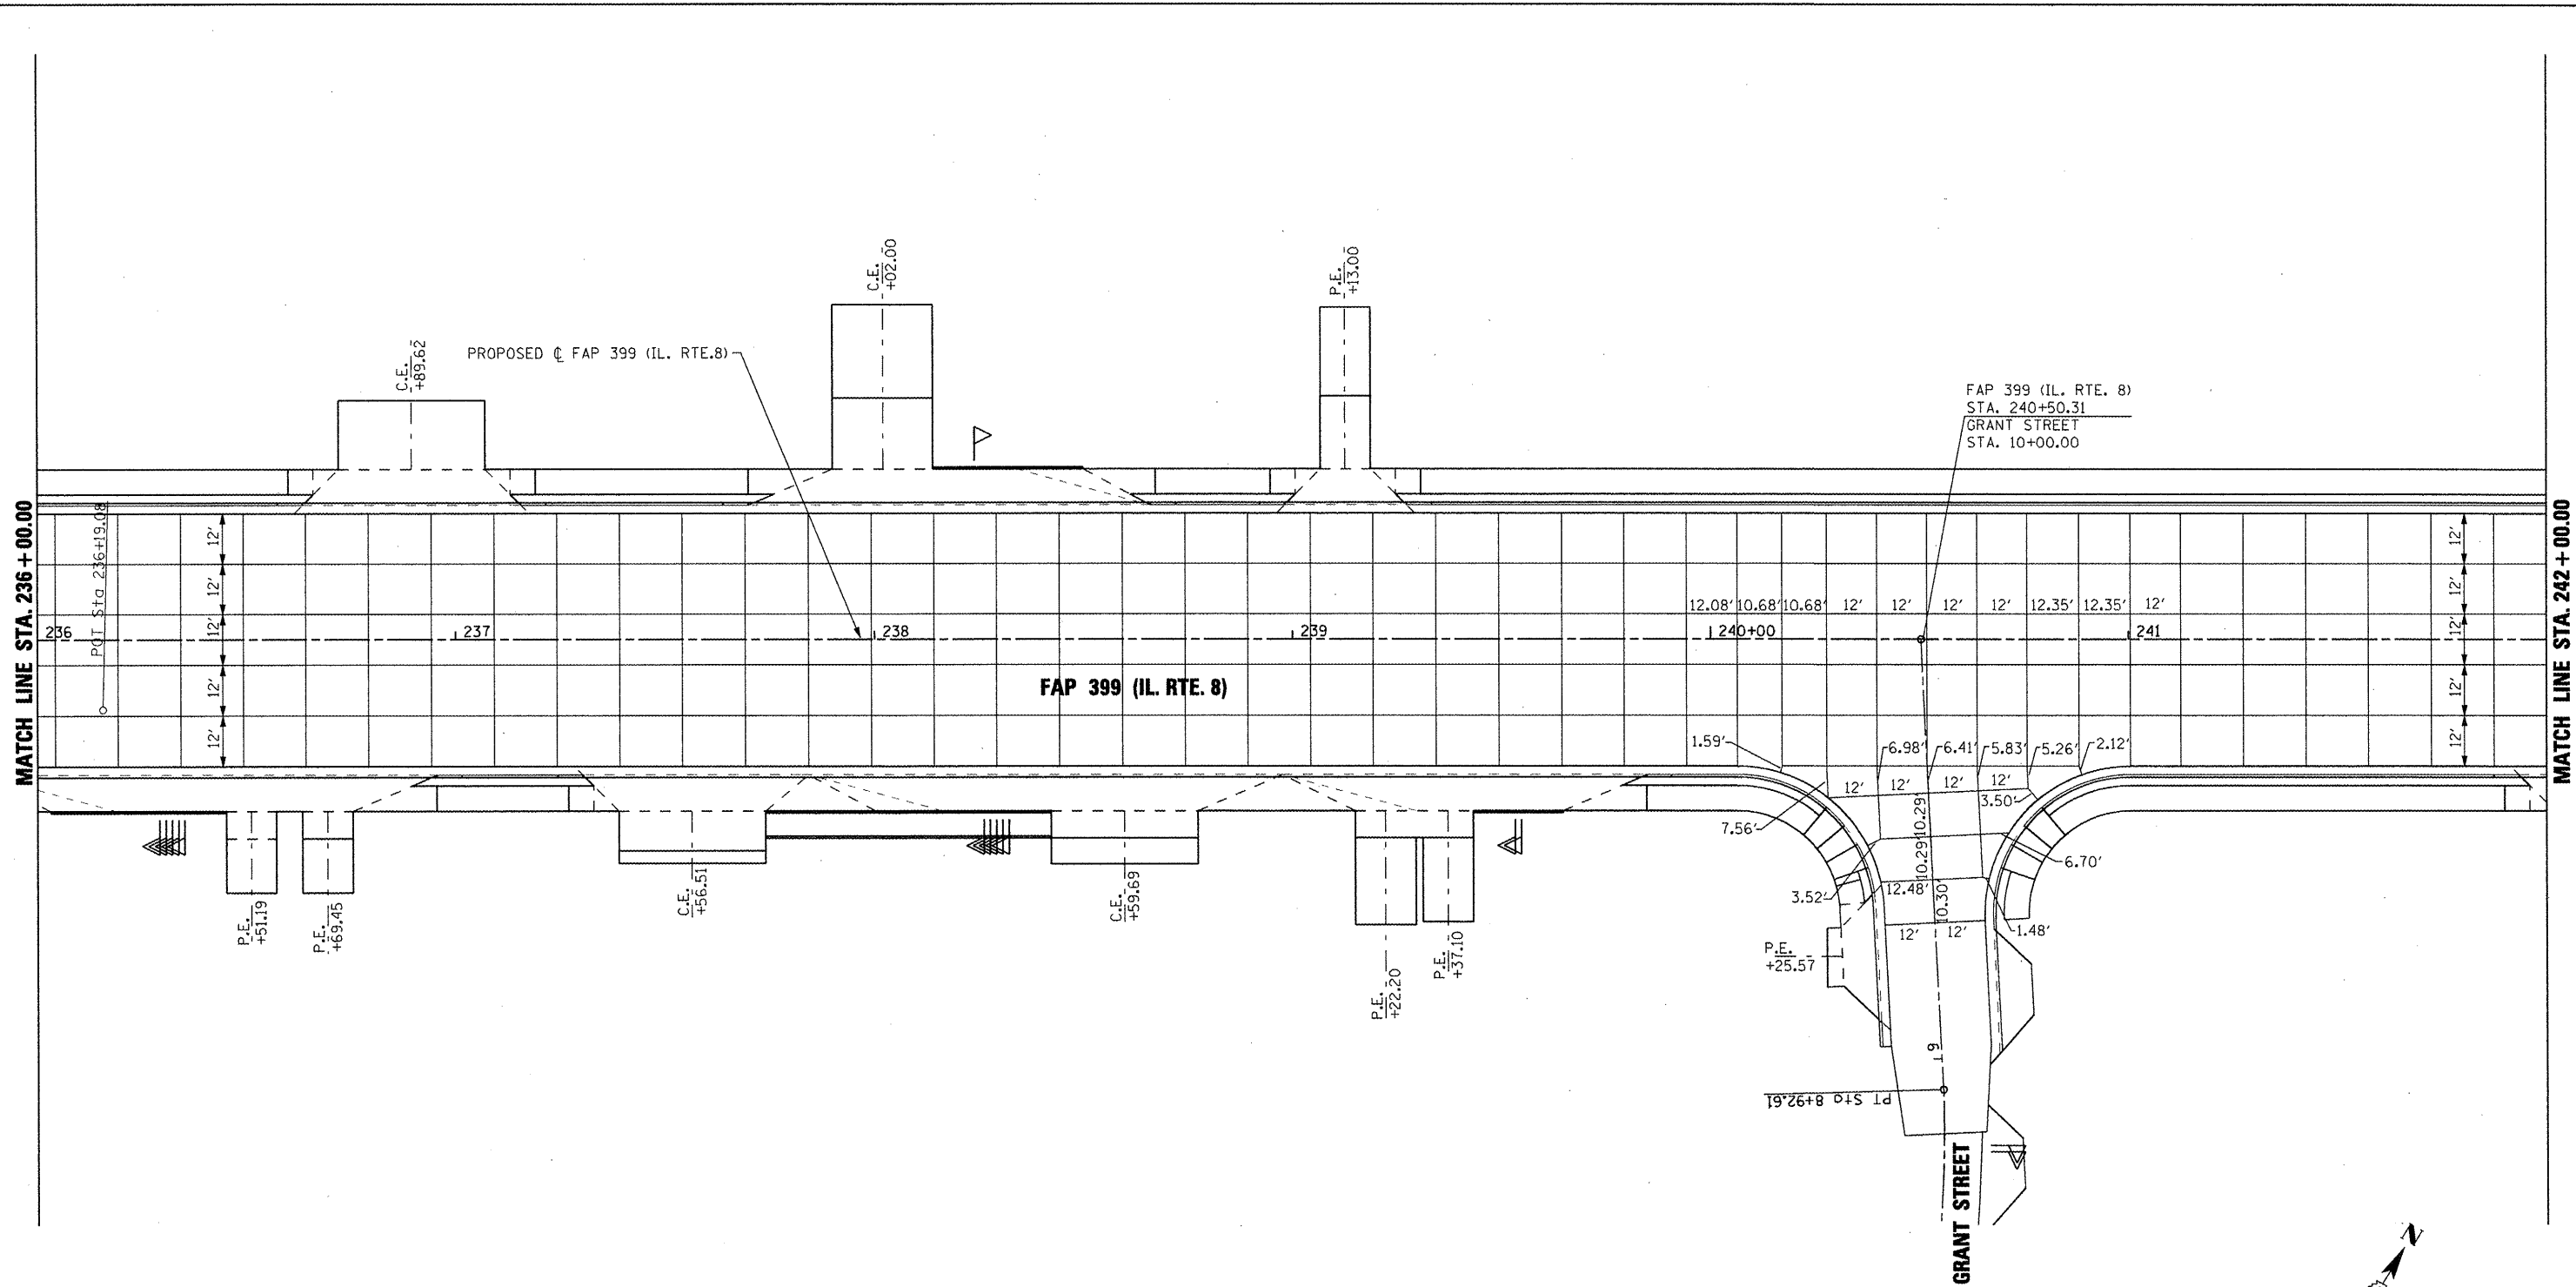 C.E.
+02.00
P.E.
+13.00
C.E.
+89.62
PROPOSED ℄ FAP 399 (IL. RTE.8)
FAP 399 (IL. RTE. 8)
STA. 240+50.31
GRANT STREET
STA. 10+00.00
MATCH LINE STA. 236+00.00
POT Sta 236+19.08
12'
12'
12'
12'
12'
12.08' 10.68' 10.68' 12' 12' 12' 12' 12.35' 12.35' 12'
236 237 238 239 240+00 241
FAP 399 (IL. RTE. 8)
12'
12'
12'
12'
12'
MATCH LINE STA. 242+00.00
1.59' 6.98' 6.41' 5.83' 5.26' 2.12'
12' 12' 12' 12'
3.50'
7.56'
10.29'
10.29'
6.70'
3.52'
12.48'
10.30'
12' 12'
1.48'
P.E.
+51.19
P.E.
+69.45
C.E.
+56.51
C.E.
+59.69
P.E.
+22.20
P.E.
+37.10
P.E.
+25.57
9
PT Sta 8+92.61
GRANT STREET
N